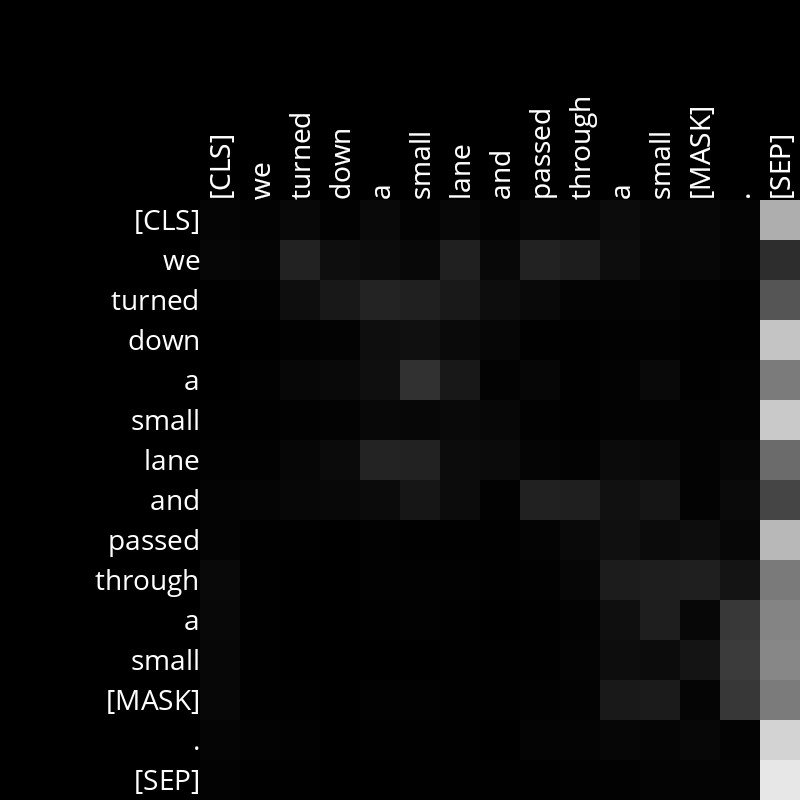 [CLS] we turned down a small lane and passed through a small [MASK] . [SEP]
[CLS]
we
turned
down
a
small
lane
and
passed
through
a
small
[MASK]
.
[SEP]